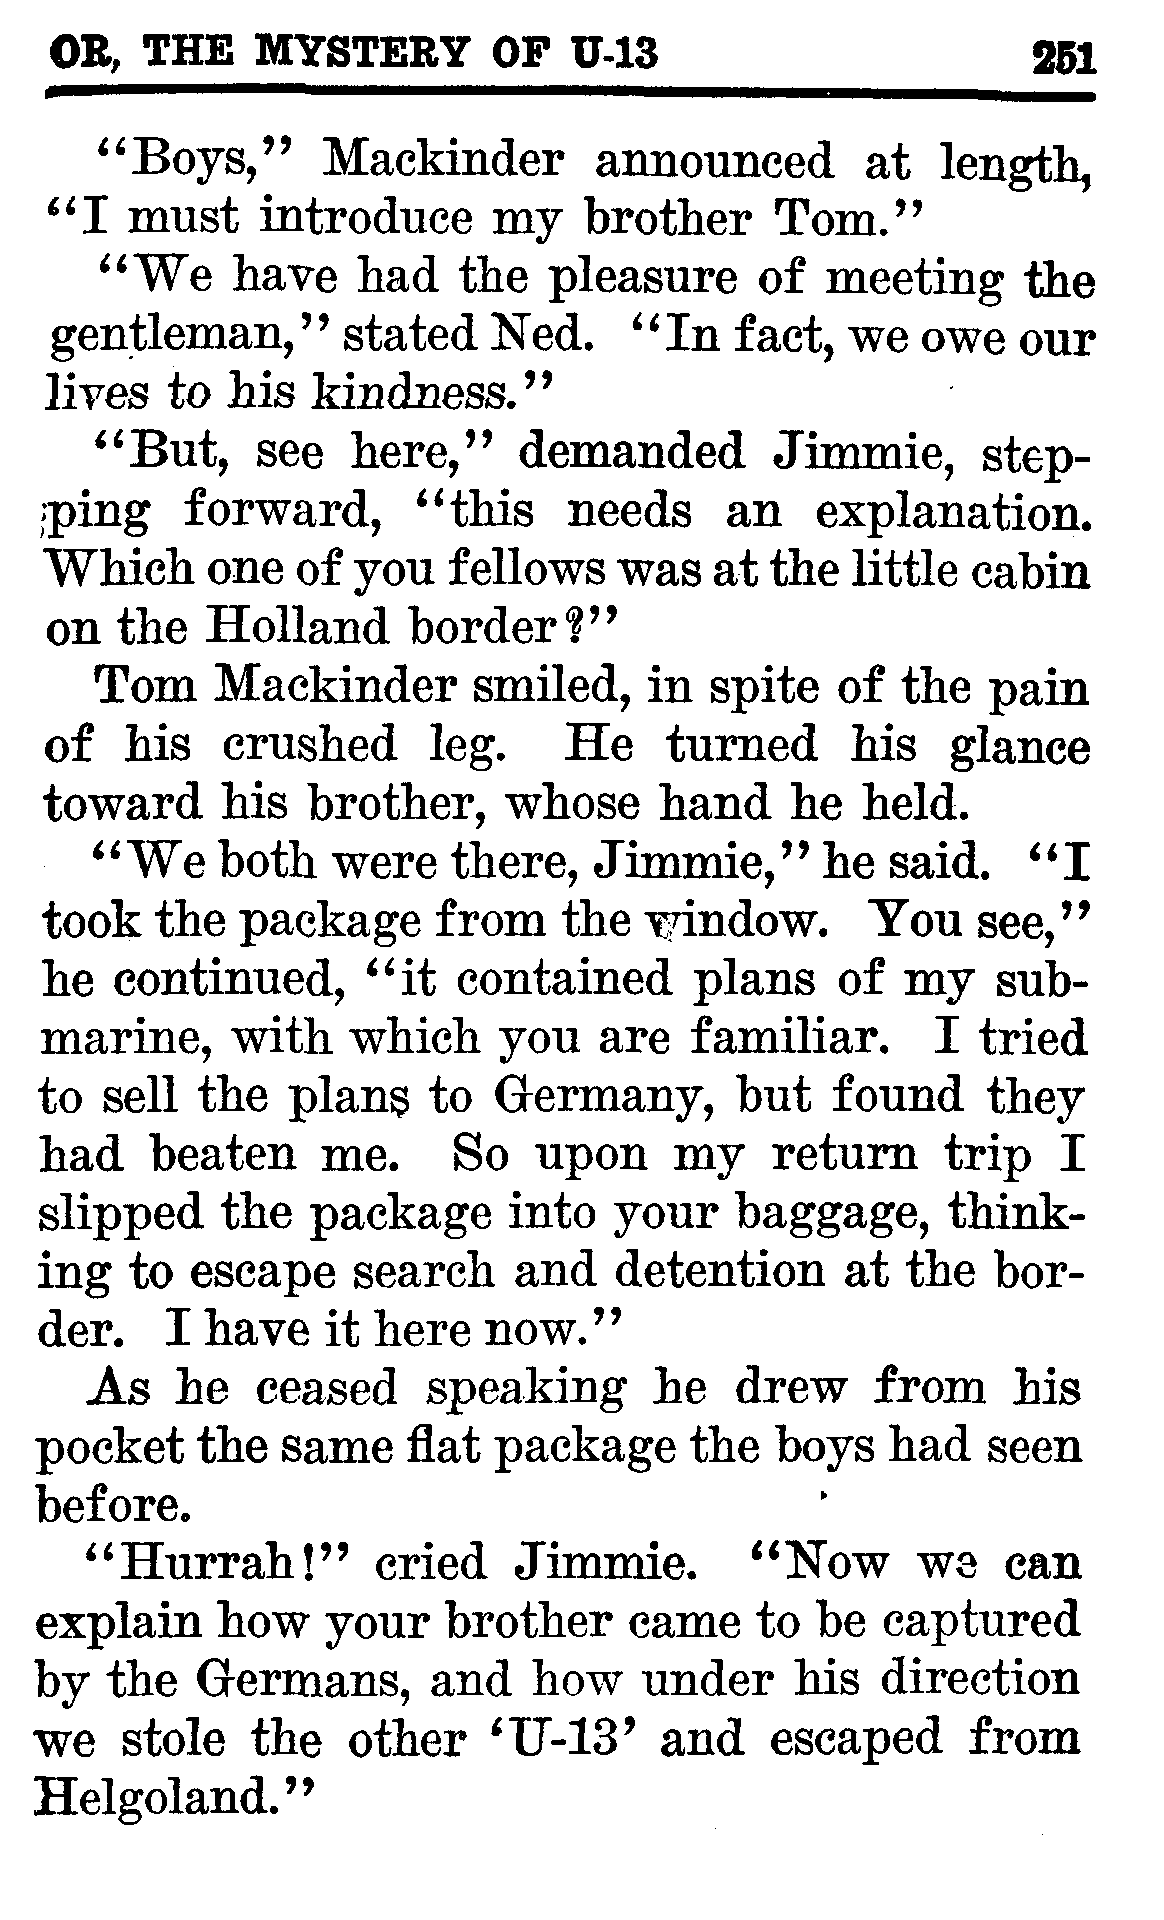 OR, THE MYSTERY OF U-13 251
“Boys,” Mackinder announced at length,
“I must introduce my brother Tom.”
“We have had the pleasure of meeting the
gentleman,” stated Ned. “In fact, we owe our
lives to his kindness.”
“But, see here,” demanded Jimmie, step-
ping forward, “this needs an explanation.
Which one of you fellows was at the little cabin
on the Holland border?”
Tom Mackinder smiled, in spite of the pain
of his crushed leg. He turned his glance
toward his brother, whose hand he held.
“We both were there, Jimmie,” he said. “I
took the package from the window. You see,”
he continued, “it contained plans of my sub-
marine, with which you are familiar. I tried
to sell the plans to Germany, but found they
had beaten me. So upon my return trip I
slipped the package into your baggage, think-
ing to escape search and detention at the bor-
der. I have it here now.”
As he ceased speaking he drew from his
pocket the same flat package the boys had seen
before.
“Hurrah!” cried Jimmie. “Now we can
explain how your brother came to be captured
by the Germans, and how under his direction
we stole the other ‘U-13’ and escaped from
Helgoland.”